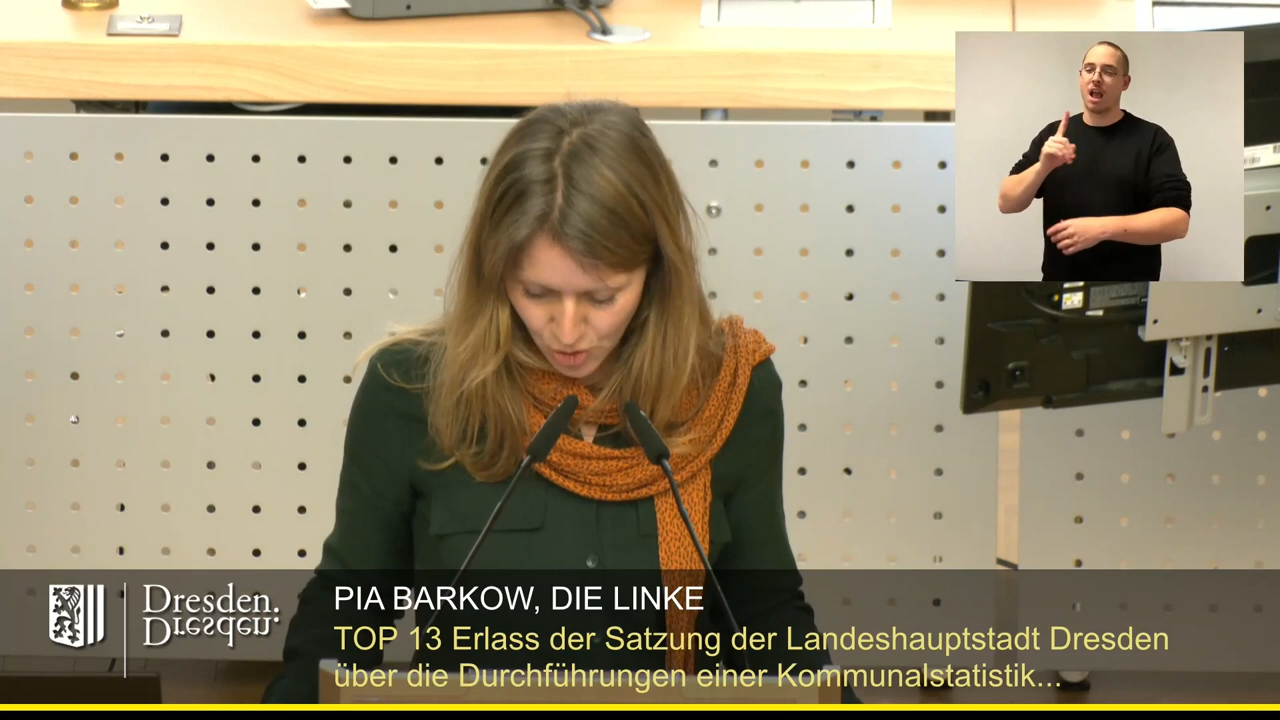 Dresden.
Dresden.
PIA BARKOW, DIE LINKE
TOP 13 Erlass der Satzung der Landeshauptstadt Dresden
über die Durchführungen einer Kommunalstatistik...